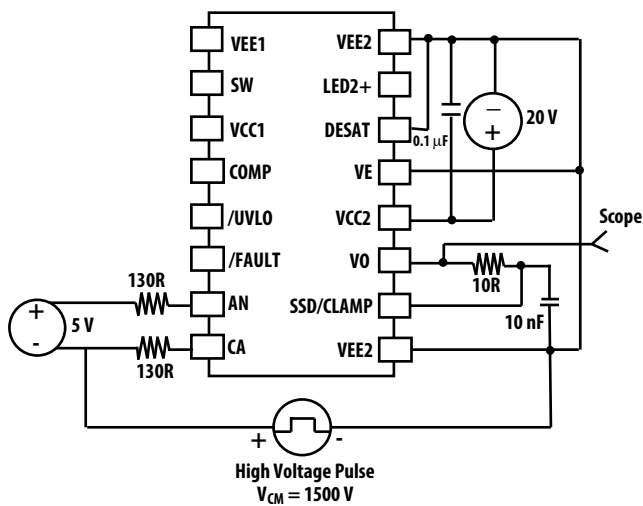 VEE1
SW
VCC1
COMP
/UVLO
/FAULT
AN
CA
VEE2
LED2+
DESAT
VE
VCC2
VO
SSD/CLAMP
VEE2
0.1 μF
−
+
20 V
Scope
10R
10 nF
130R
130R
+
-
5 V
+
-
High Voltage Pulse
VCM = 1500 V